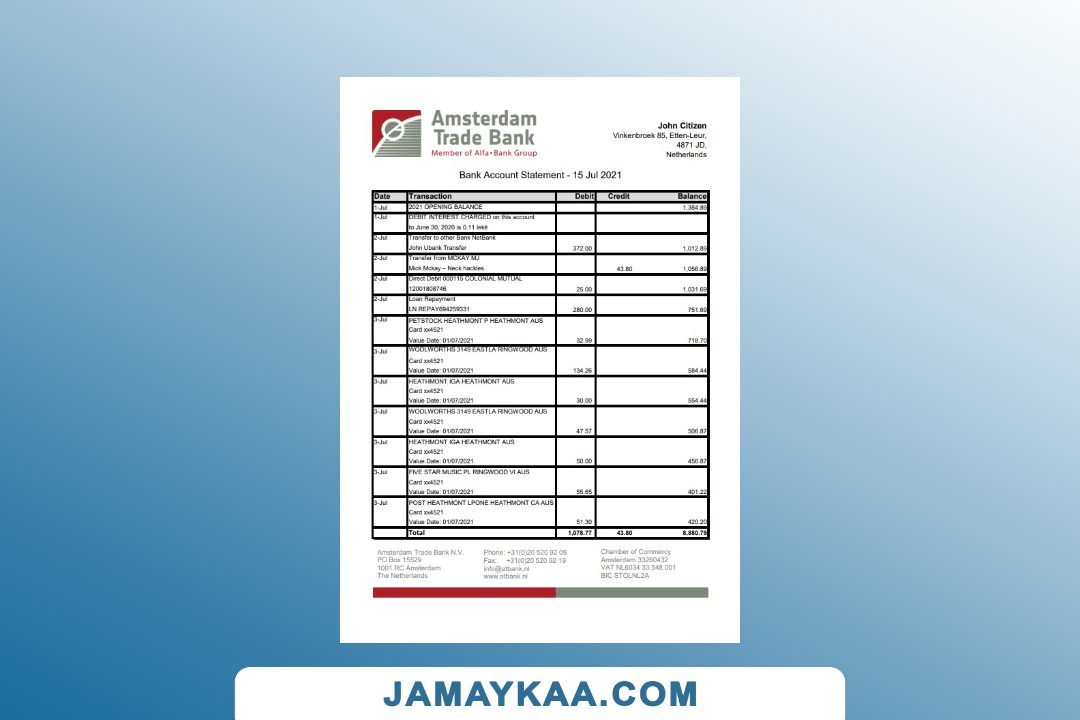 Amsterdam
Trade Bank
Member of Alfa•Bank Group
John Citizen
Vinkenbroek 85, Etten-Leur,
4871 JD,
Netherlands
Bank Account Statement - 15 Jul 2021
Date Transaction Debit Credit Balance
1-Jul 2021 OPENING BALANCE 1,384.89
1-Jul DEBIT INTEREST CHARGED on this account
to June 30, 2020 is 0.11 lekë
2-Jul Transfer to other Bank NetBank
John Ubank Transfer 372.00 1,012.89
2-Jul Transfer from MCKAY MJ
Mick Mckay – Neck hackles 43.80 1,056.89
2-Jul Direct Debit 000115 COLONIAL MUTUAL
12001808746 25.00 1,031.69
2-Jul Loan Repayment
LN REPAY694259331 280.00 751.69
3-Jul PETSTOCK HEATHMONT P HEATHMONT AUS
Card xx4521
Value Date: 01/07/2021 32.99 718.70
3-Jul WOOLWORTHS 3149 EASTLA RINGWOOD AUS
Card xx4521
Value Date: 01/07/2021 134.26 584.44
3-Jul HEATHMONT IGA HEATHMONT AUS
Card xx4521
Value Date: 01/07/2021 30.00 554.44
3-Jul WOOLWORTHS 3149 EASTLA RINGWOOD AUS
Card xx4521
Value Date: 01/07/2021 47.57 506.87
3-Jul HEATHMONT IGA HEATHMONT AUS
Card xx4521
Value Date: 01/07/2021 50.00 456.87
3-Jul FIVE STAR MUSIC PL RINGWOOD VI AUS
Card xx4521
Value Date: 01/07/2021 55.65 401.22
3-Jul POST HEATHMONT LPONE HEATHMONT CA AUS
Card xx4521
Value Date: 01/07/2021 51.30 420.20
Total 1,078.77 43.80 8,880.79
Amsterdam Trade Bank N.V. Phone: +31(0)20 520 92 09 Chamber of Commercy
PO Box 15529 Fax: +31(0)20 520 92 19 Amsterdam 33260432
1001 RC Amsterdam info@atbank.nl VAT NL6034 33.548.001
The Netherlands www.atbank.nl BIC STOLNL2A
JAMAYKAA.COM